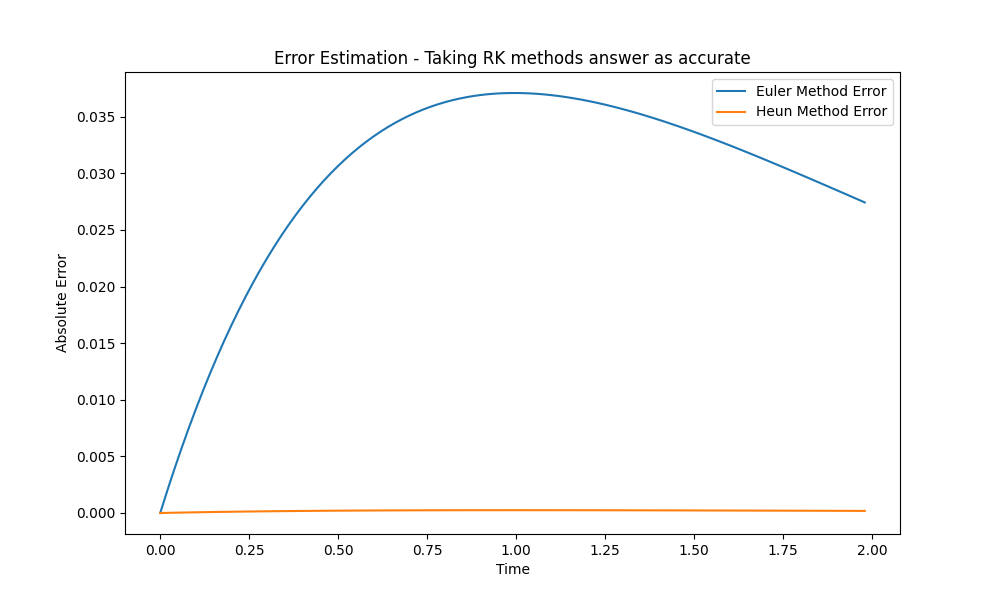 Error Estimation - Taking RK methods answer as accurate
Euler Method Error
Heun Method Error
Absolute Error
0.035
0.030
0.025
0.020
0.015
0.010
0.005
0.000
0.00 0.25 0.50 0.75 1.00 1.25 1.50 1.75 2.00
Time